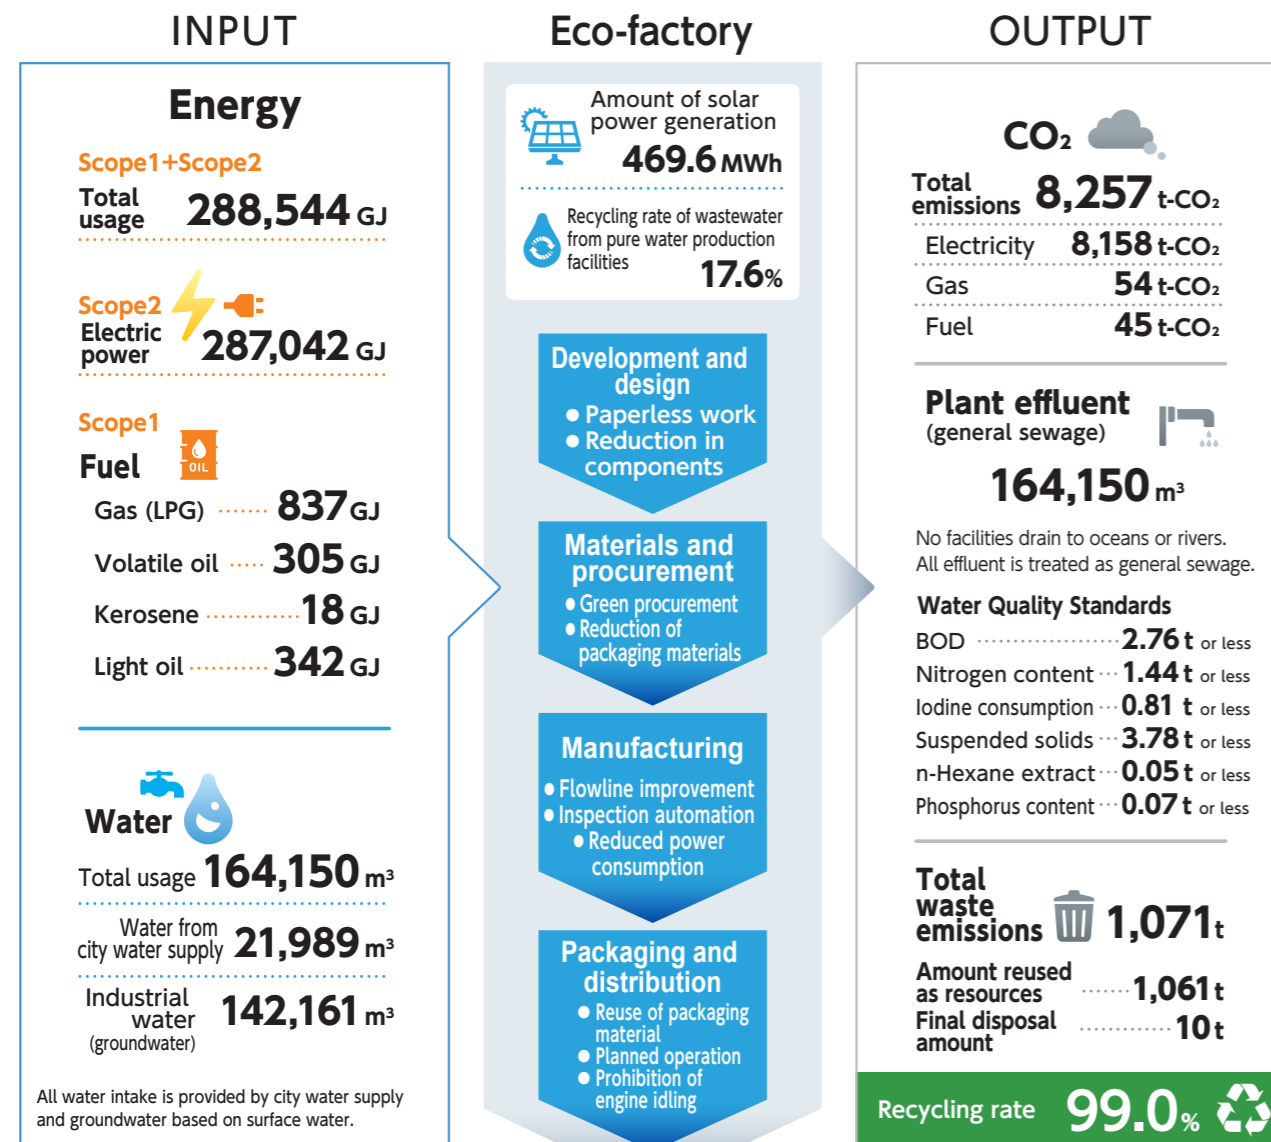 INPUT
Energy
Scope1+Scope2
Total
usage 288,544 GJ
Scope2
Electric
power 287,042 GJ
Scope1
Fuel
OIL
Gas (LPG) ······· 837 GJ
Volatile oil ····· 305 GJ
Kerosene ············· 18 GJ
Light oil ··········· 342 GJ
Water
Total usage 164,150 m³
Water from
city water supply 21,989 m³
Industrial
water 142,161 m³
(groundwater)
All water intake is provided by city water supply
and groundwater based on surface water.
Eco-factory
Amount of solar
power generation
469.6 MWh
Recycling rate of wastewater
from pure water production
facilities
17.6%
Development and
design
● Paperless work
● Reduction in
components
Materials and
procurement
● Green procurement
● Reduction of
packaging materials
Manufacturing
● Flowline improvement
● Inspection automation
● Reduced power
consumption
Packaging and
distribution
● Reuse of packaging
material
● Planned operation
● Prohibition of
engine idling
OUTPUT
CO₂
Total
emissions 8,257 t-CO₂
Electricity 8,158 t-CO₂
Gas 54 t-CO₂
Fuel 45 t-CO₂
Plant effluent
(general sewage)
164,150 m³
No facilities drain to oceans or rivers.
All effluent is treated as general sewage.
Water Quality Standards
BOD ····················· 2.76 t or less
Nitrogen content ··· 1.44 t or less
Iodine consumption ··· 0.81 t or less
Suspended solids ··· 3.78 t or less
n-Hexane extract ··· 0.05 t or less
Phosphorus content ··· 0.07 t or less
Total
waste
emissions 1,071 t
Amount reused
as resources ······· 1,061 t
Final disposal
amount ············· 10 t
Recycling rate 99.0%